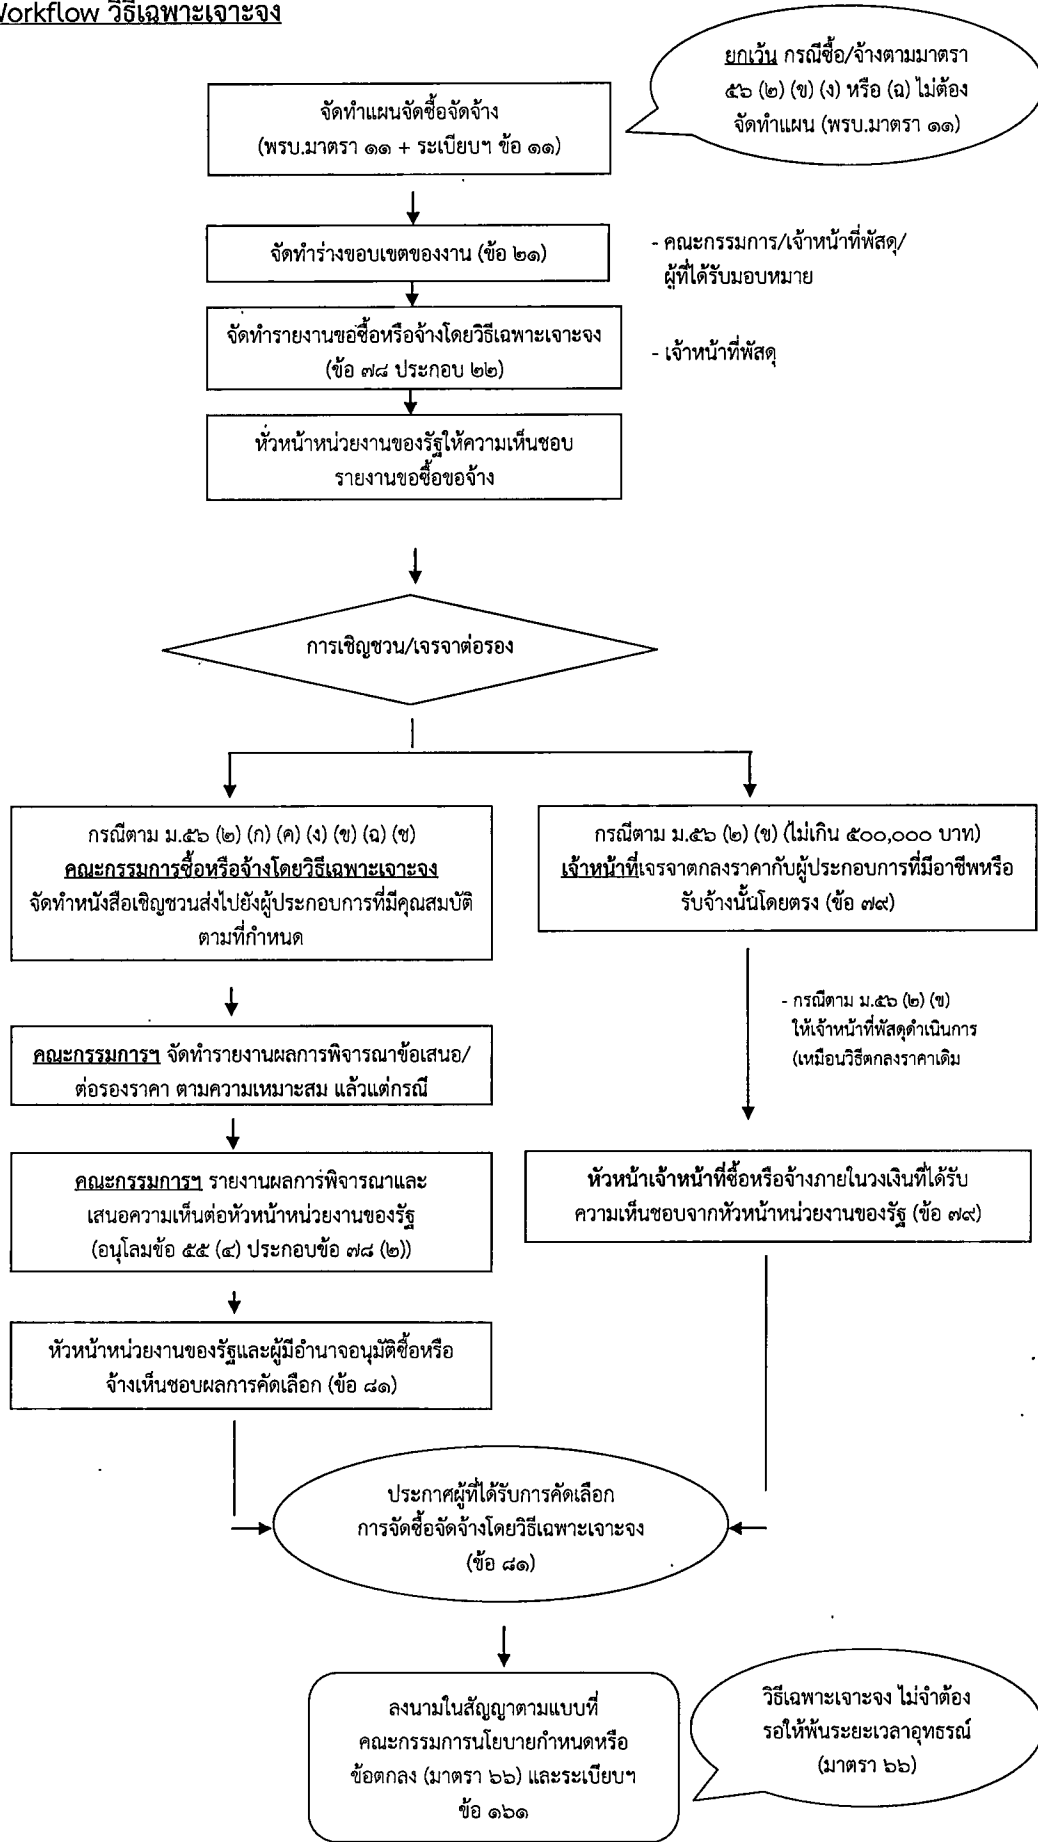 Workflow วิธีเฉพาะเจาะจง
ยกเว้น กรณีซื้อ/จ้างตามมาตรา
๕๖ (๒) (ข) (ง) หรือ (ฉ) ไม่ต้อง
จัดทำแผน (พรบ.มาตรา ๑๑)
จัดทำแผนจัดซื้อจัดจ้าง
(พรบ.มาตรา ๑๑ + ระเบียบฯ ข้อ ๑๑)
จัดทำร่างขอบเขตของงาน (ข้อ ๒๑)
- คณะกรรมการ/เจ้าหน้าที่พัสดุ/
ผู้ที่ได้รับมอบหมาย
จัดทำรายงานขอซื้อหรือจ้างโดยวิธีเฉพาะเจาะจง
(ข้อ ๗๘ ประกอบ ๒๒)
- เจ้าหน้าที่พัสดุ
หัวหน้าหน่วยงานของรัฐให้ความเห็นชอบ
รายงานขอซื้อขอจ้าง
การเชิญชวน/เจรจาต่อรอง
กรณีตาม ม.๕๖ (๒) (ก) (ค) (ง) (ข) (ฉ) (ช)
คณะกรรมการซื้อหรือจ้างโดยวิธีเฉพาะเจาะจง
จัดทำหนังสือเชิญชวนส่งไปยังผู้ประกอบการที่มีคุณสมบัติ
ตามที่กำหนด
กรณีตาม ม.๕๖ (๒) (ข) (ไม่เกิน ๕๐๐,๐๐๐ บาท)
เจ้าหน้าที่เจรจาตกลงราคากับผู้ประกอบการที่มีอาชีพหรือ
รับจ้างนั้นโดยตรง (ข้อ ๗๙)
- กรณีตาม ม.๕๖ (๒) (ข)
ให้เจ้าหน้าที่พัสดุดำเนินการ
(เหมือนวิธีตกลงราคาเดิม
คณะกรรมการฯ จัดทำรายงานผลการพิจารณาข้อเสนอ/
ต่อรองราคา ตามความเหมาะสม แล้วแต่กรณี
คณะกรรมการฯ รายงานผลการพิจารณาและ
เสนอความเห็นต่อหัวหน้าหน่วยงานของรัฐ
(อนุโลมข้อ ๕๕ (๔) ประกอบข้อ ๗๘ (๒))
หัวหน้าเจ้าหน้าที่ซื้อหรือจ้างภายในวงเงินที่ได้รับ
ความเห็นชอบจากหัวหน้าหน่วยงานของรัฐ (ข้อ ๗๙)
หัวหน้าหน่วยงานของรัฐและผู้มีอำนาจอนุมัติซื้อหรือ
จ้างเห็นชอบผลการคัดเลือก (ข้อ ๘๑)
ประกาศผู้ที่ได้รับการคัดเลือก
การจัดซื้อจัดจ้างโดยวิธีเฉพาะเจาะจง
(ข้อ ๘๑)
ลงนามในสัญญาตามแบบที่
คณะกรรมการนโยบายกำหนดหรือ
ข้อตกลง (มาตรา ๖๖) และระเบียบฯ
ข้อ ๑๖๑
วิธีเฉพาะเจาะจง ไม่จำต้อง
รอให้พ้นระยะเวลาอุทธรณ์
(มาตรา ๖๖)